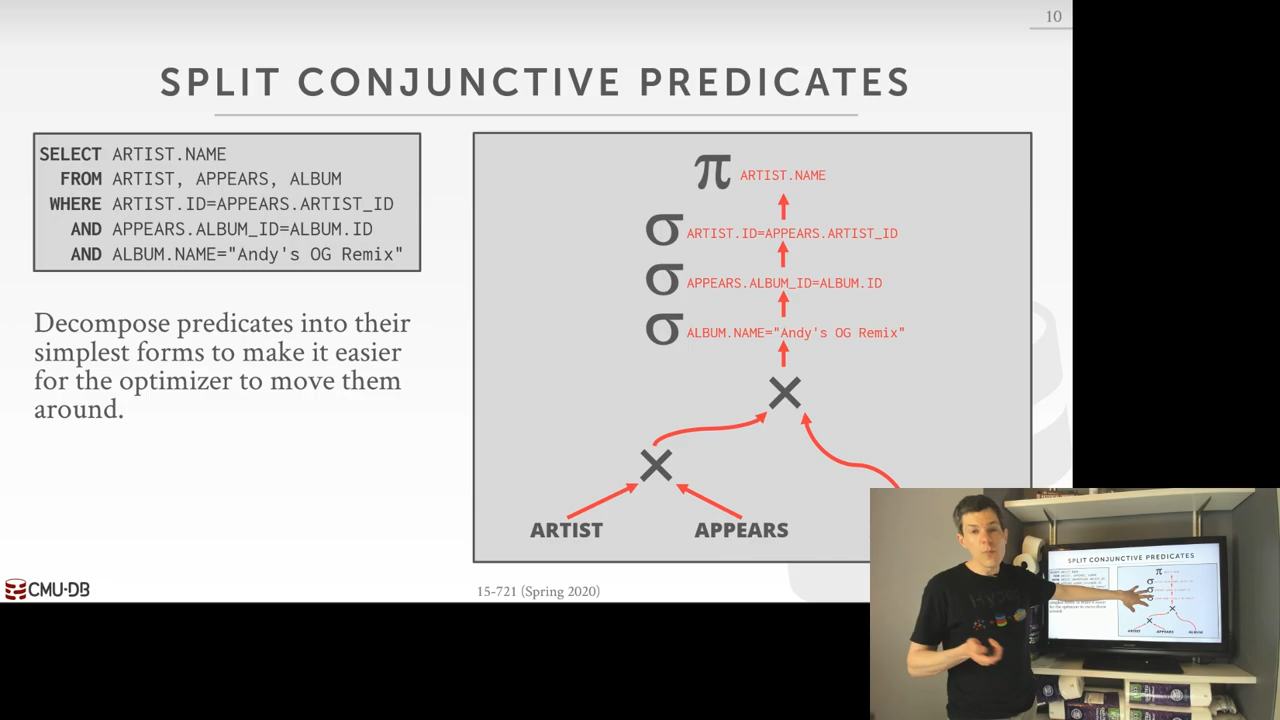 10
SPLIT CONJUNCTIVE PREDICATES
SELECT ARTIST.NAME
FROM ARTIST, APPEARS, ALBUM
WHERE ARTIST.ID=APPEARS.ARTIST_ID
AND APPEARS.ALBUM_ID=ALBUM.ID
AND ALBUM.NAME="Andy's OG Remix"
Decompose predicates into their
simplest forms to make it easier
for the optimizer to move them
around.
π ARTIST.NAME
σ ARTIST.ID=APPEARS.ARTIST_ID
σ APPEARS.ALBUM_ID=ALBUM.ID
σ ALBUM.NAME="Andy's OG Remix"
×
×
ARTIST APPEARS
CMU-DB
15-721 (Spring 2020)
SPLIT CONJUNCTIVE PREDICATES
π
σ
σ
σ
×
×
ARTIST APPEARS ALBUM